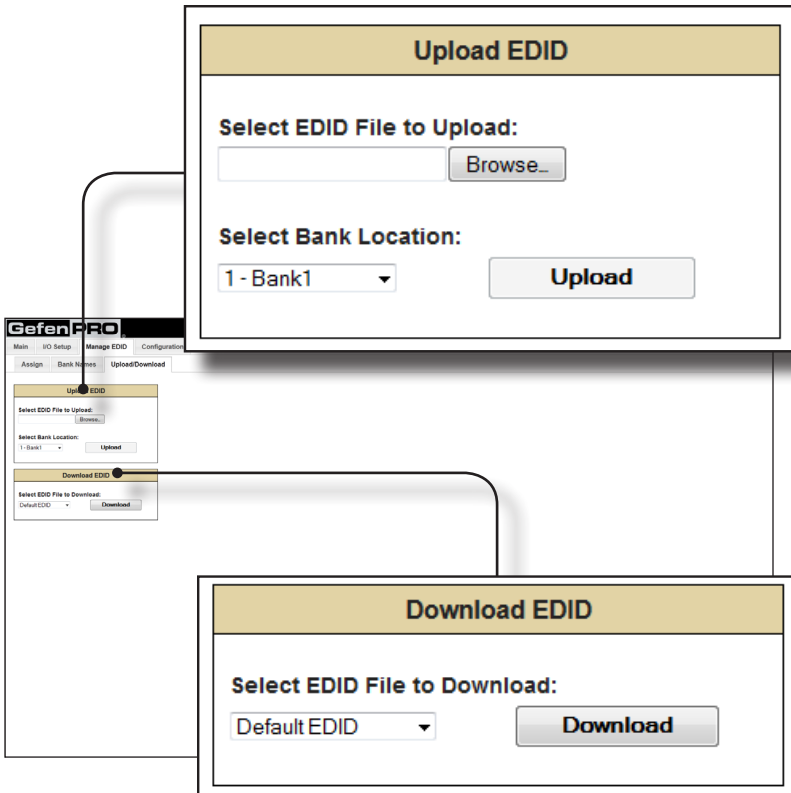 Upload EDID
Select EDID File to Upload:
Browse...
Select Bank Location:
1 - Bank1 Upload
Gefen PRO
Main I/O Setup Manage EDID Configuration
Assign Bank Names Upload/Download
Upload EDID
Select EDID File to Upload:
Browse...
Select Bank Location:
1 - Bank1 Upload
Download EDID
Select EDID File to Download:
Default EDID Download
Download EDID
Select EDID File to Download:
Default EDID Download